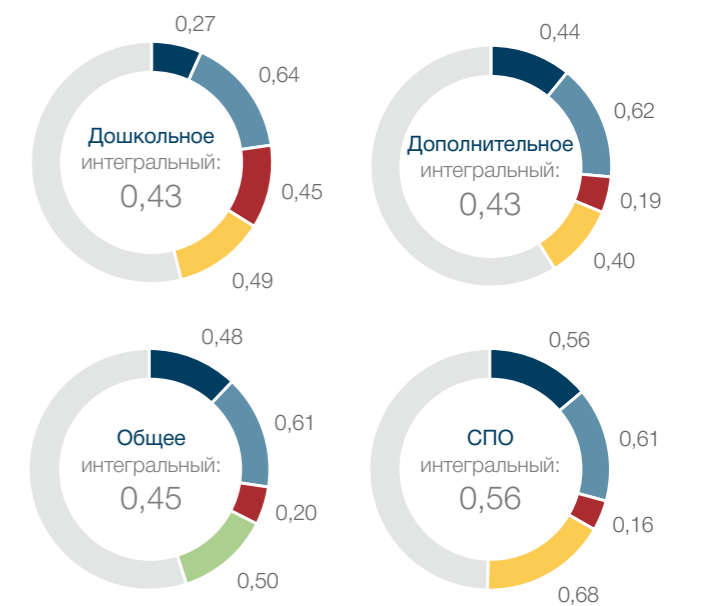 0,27
0,64
Дошкольное
интегральный:
0,43
0,45
0,49
0,44
0,62
Дополнительное
интегральный:
0,43
0,19
0,40
0,48
0,61
Общее
интегральный:
0,45
0,20
0,50
0,56
0,61
СПО
интегральный:
0,56
0,16
0,68